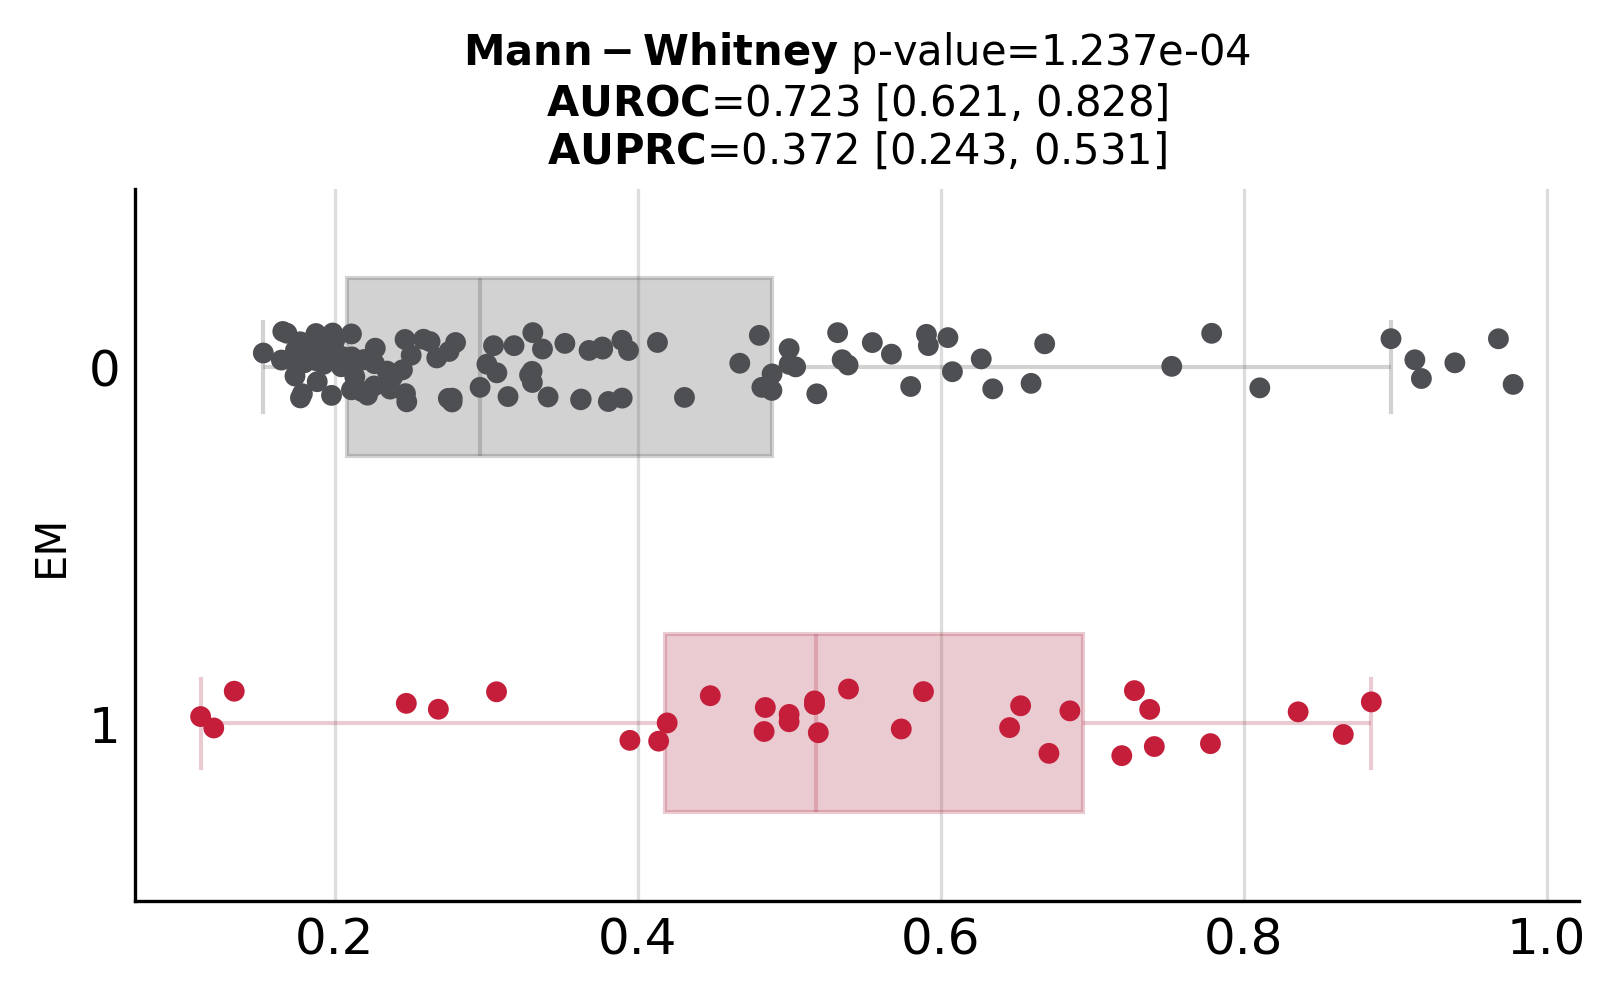 Mann−Whitney p-value=1.237e-04
AUROC=0.723 [0.621, 0.828]
AUPRC=0.372 [0.243, 0.531]
0
EM
1
0.2 0.4 0.6 0.8 1.0